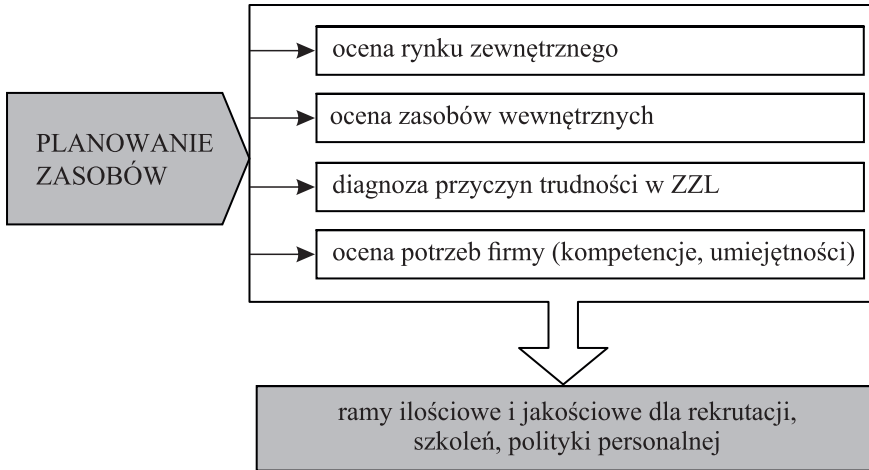 PLANOWANIE
ZASOBÓW
ocena rynku zewnętrznego
ocena zasobów wewnętrznych
diagnoza przyczyn trudności w ZZL
ocena potrzeb firmy (kompetencje, umiejętności)
ramy ilościowe i jakościowe dla rekrutacji,
szkoleń, polityki personalnej